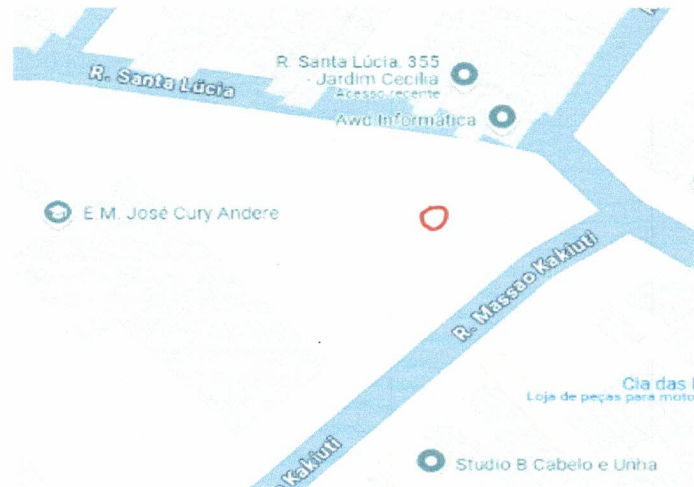 R. Santa Lúcia, 355
- Jardim Cecília
Acesso recente
R. Santa Lúcia
Awd Informática
E.M. José Cury Andere
R. Massao Kakiuti
Cia das
Loja de peças para moto
Kakiuti
Studio B Cabelo e Unha